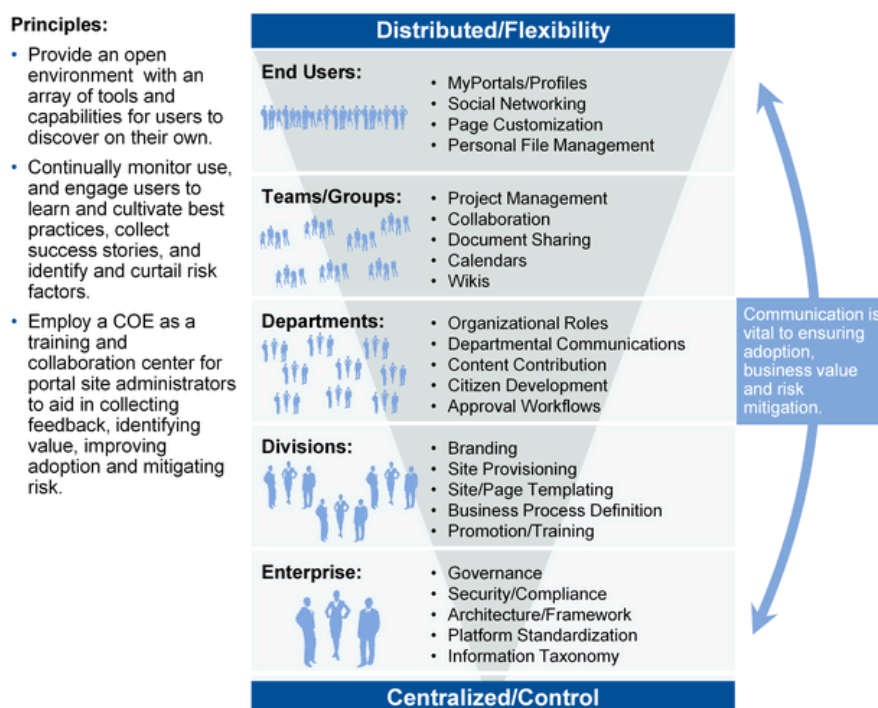 Principles:
• Provide an open
environment with an
array of tools and
capabilities for users to
discover on their own.
• Continually monitor use,
and engage users to
learn and cultivate best
practices, collect
success stories, and
identify and curtail risk
factors.
• Employ a COE as a
training and
collaboration center for
portal site administrators
to aid in collecting
feedback, identifying
value, improving
adoption and mitigating
risk.
Distributed/Flexibility
End Users:
• MyPortals/Profiles
• Social Networking
• Page Customization
• Personal File Management
Teams/Groups:
• Project Management
• Collaboration
• Document Sharing
• Calendars
• Wikis
Departments:
• Organizational Roles
• Departmental Communications
• Content Contribution
• Citizen Development
• Approval Workflows
Divisions:
• Branding
• Site Provisioning
• Site/Page Templating
• Business Process Definition
• Promotion/Training
Enterprise:
• Governance
• Security/Compliance
• Architecture/Framework
• Platform Standardization
• Information Taxonomy
Centralized/Control
Communication is
vital to ensuring
adoption,
business value
and risk
mitigation.